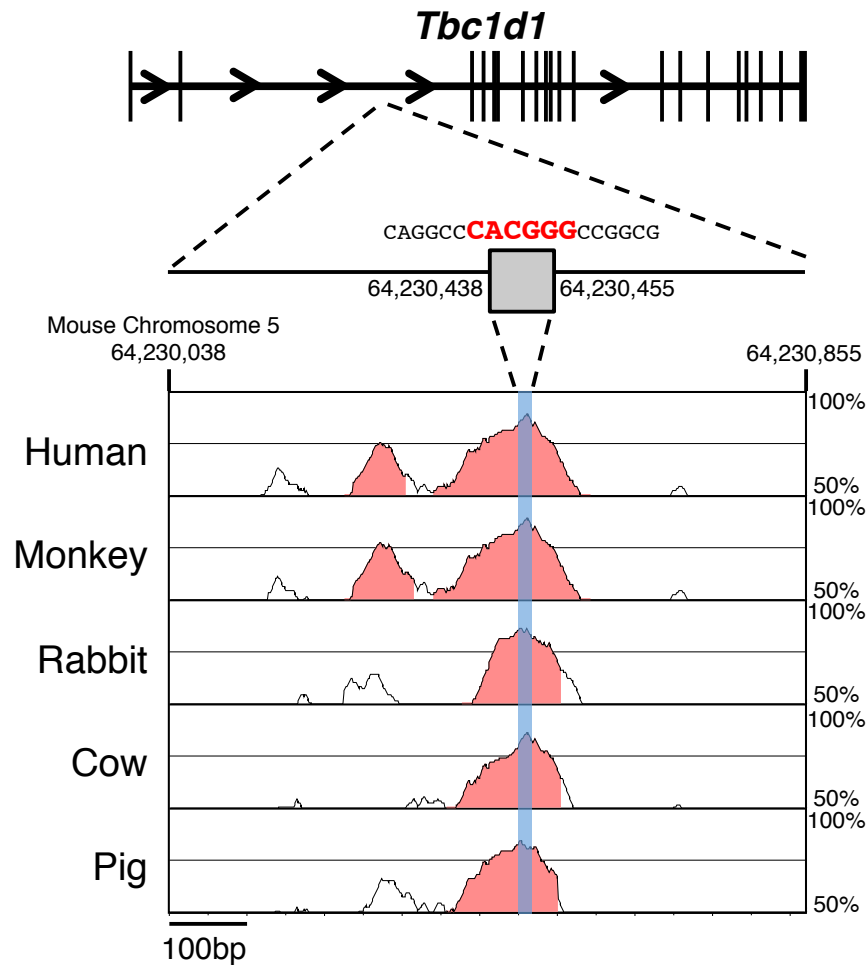 Tbc1d1
CAGGCCCACGGGCCGGCG
64,230,438
64,230,455
Mouse Chromosome 5
64,230,038
64,230,855
Human
100%
50%
Monkey
100%
50%
Rabbit
100%
50%
Cow
100%
50%
Pig
100%
50%
100bp